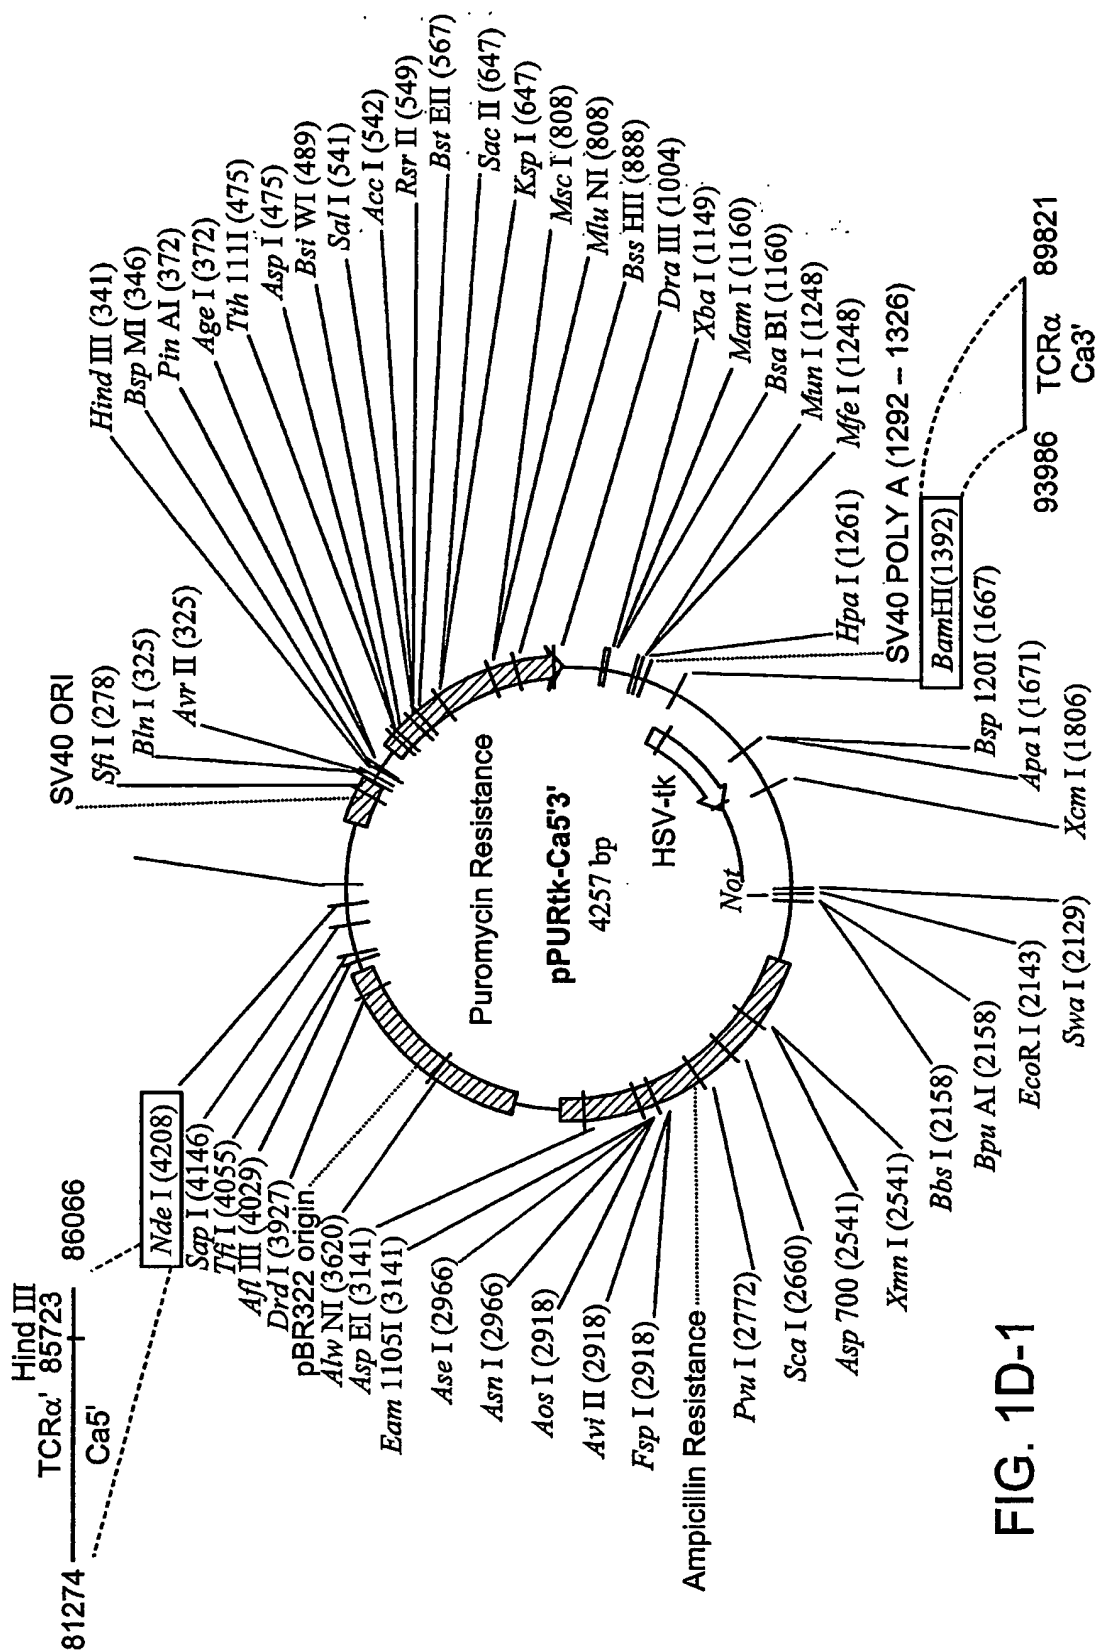 81274
TCRα'
Hind III
85723
86066
Ca5'
Nde I (4208)
Sap I (4146)
Tfi I (4055)
Afl III (4029)
Drd I (3927)
pBR322 origin
Alw NI (3620)
Asp EI (3141)
Eam 1105I (3141)
Ase I (2966)
Asn I (2966)
Aos I (2918)
Avi II (2918)
Fsp I (2918)
Ampicillin Resistance
Pvu I (2772)
Sca I (2660)
Asp 700 (2541)
Xmn I (2541)
Bbs I (2158)
Bpu AI (2158)
EcoR I (2143)
Swa I (2129)
SV40 ORI
Sfi I (278)
Bln I (325)
Avr II (325)
Hind III (341)
Bsp MI (346)
Pin AI (372)
Age I (372)
Tth 111I (475)
Asp I (475)
Bsi WI (489)
Sal I (541)
Acc I (542)
Rsr II (549)
Bst EII (567)
Sac II (647)
Ksp I (647)
Msc I (808)
Mlu NI (808)
Bss HII (888)
Dra III (1004)
Xba I (1149)
Mam I (1160)
Bsa BI (1160)
Mun I (1248)
Mfe I (1248)
Hpa I (1261)
SV40 POLY A (1292 – 1326)
BamHI(1392)
Bsp 120I (1667)
Apa I (1671)
Xcm I (1806)
93986
TCRα
89821
Ca3'
Puromycin Resistance
pPURtk-Ca5'3'
4257 bp
HSV-tk
Not
FIG. 1D-1